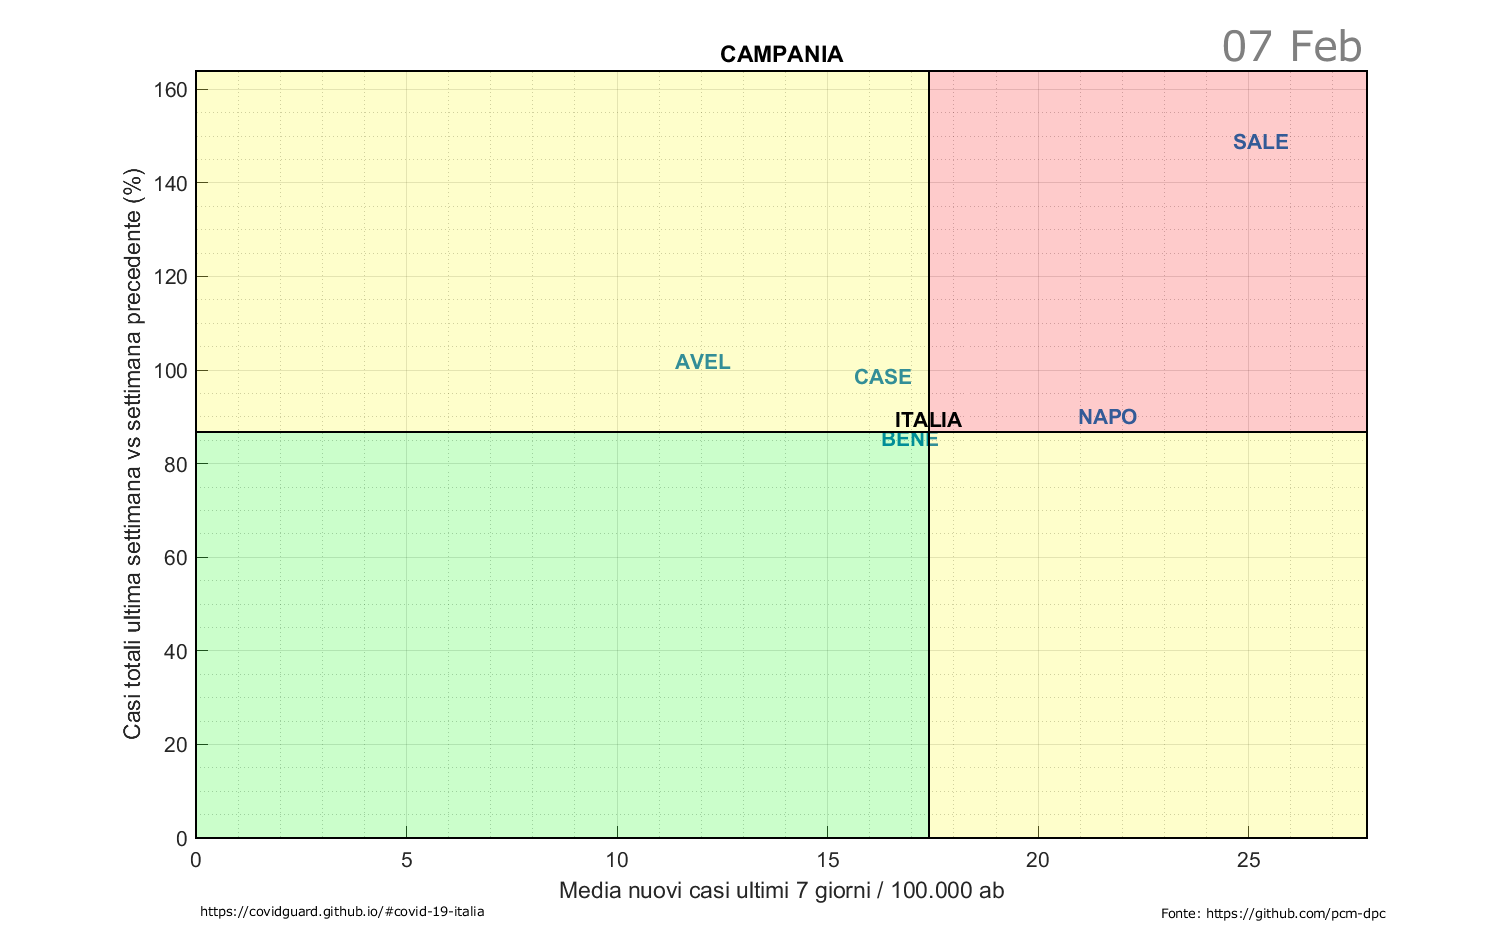 CAMPANIA
07 Feb
Casi totali ultima settimana vs settimana precedente (%)
160
140
120
100
80
60
40
20
0
SALE
AVEL
CASE
ITALIA
NAPO
BENE
0 5 10 15 20 25
Media nuovi casi ultimi 7 giorni / 100.000 ab
https://covidguard.github.io/#covid-19-italia
Fonte: https://github.com/pcm-dpc